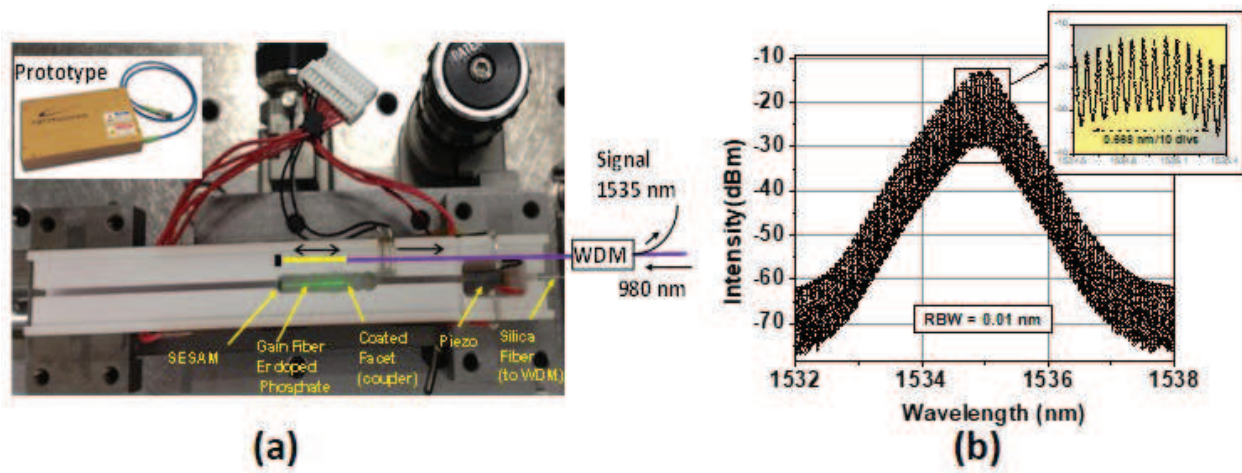 Prototype
Signal
1535 nm
WDM
980 nm
SESAM
Gain Fiber
Er doped
Phosphate
Coated
Facet
(coupler)
Piezo
Silica
Fiber
(to WDM)
(a)
-10
-20
-30
-40
-50
-60
-70
Intensity(dBm)
RBW = 0.01 nm
1532
1534
1536
1538
Wavelength (nm)
0.668 nm/10 divs
(b)